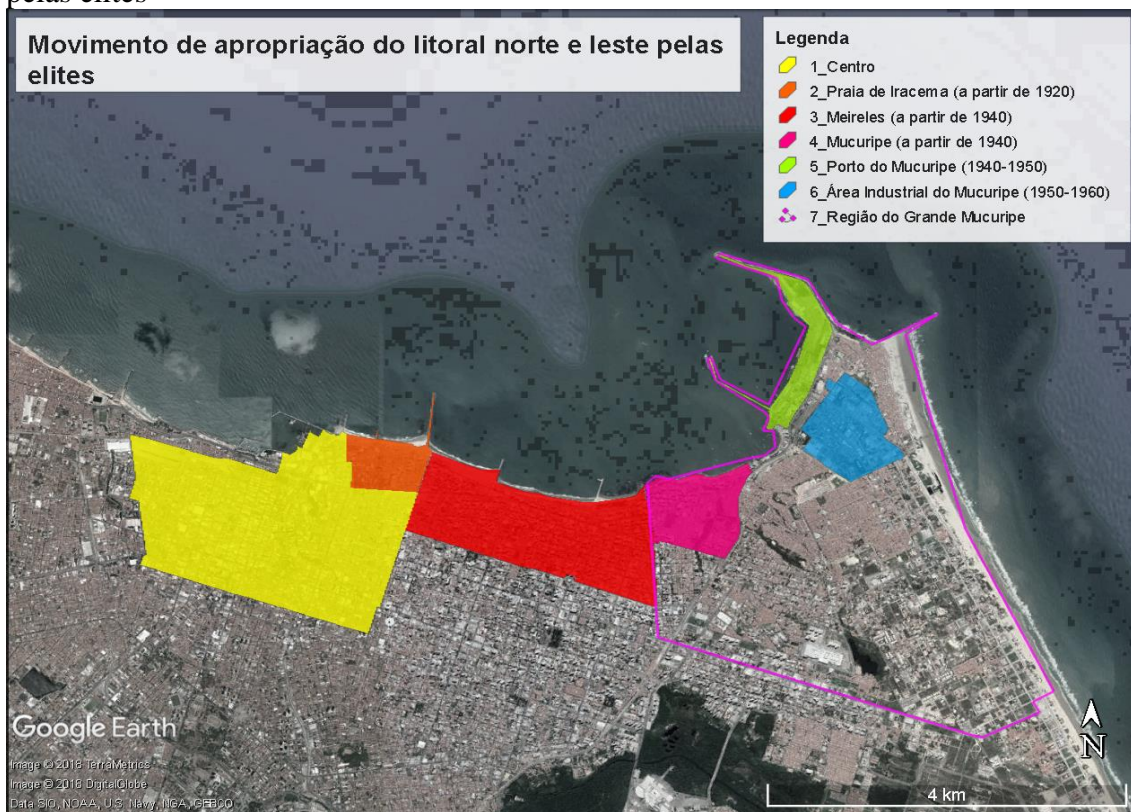 pelas elites
Movimento de apropriação do litoral norte e leste pelas
elites
Legenda
1_Centro
2_Praia de Iracema (a partir de 1920)
3_Meireles (a partir de 1940)
4_Mucuripe (a partir de 1940)
5_Porto do Mucuripe (1940-1950)
6_Área Industrial do Mucuripe (1950-1960)
7_Região do Grande Mucuripe
Google Earth
Image © 2018 TerraMetrics
Image © 2018 DigitalGlobe
Data SIO, NOAA, U.S. Navy, NGA, GEBCO
N
4 km